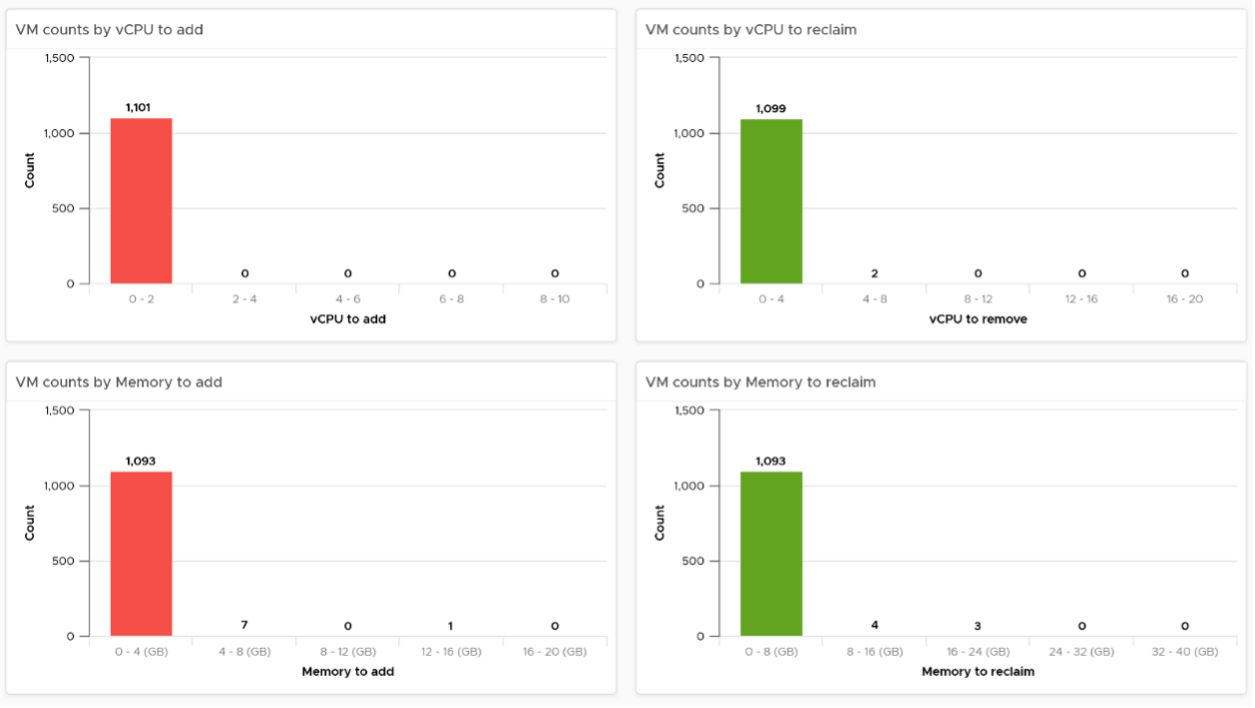 VM counts by vCPU to add
1,500
1,101
1,000
Count
500
0
0 0 0 0
0 - 2 2 - 4 4 - 6 6 - 8 8 - 10
vCPU to add
VM counts by vCPU to reclaim
1,500
1,099
1,000
Count
500
0
2 0 0 0
0 - 4 4 - 8 8 - 12 12 - 16 16 - 20
vCPU to remove
VM counts by Memory to add
1,500
1,093
1,000
Count
500
0
7 0 1 0
0 - 4 (GB) 4 - 8 (GB) 8 - 12 (GB) 12 - 16 (GB) 16 - 20 (GB)
Memory to add
VM counts by Memory to reclaim
1,500
1,093
1,000
Count
500
0
4 3 0 0
0 - 8 (GB) 8 - 16 (GB) 16 - 24 (GB) 24 - 32 (GB) 32 - 40 (GB)
Memory to reclaim